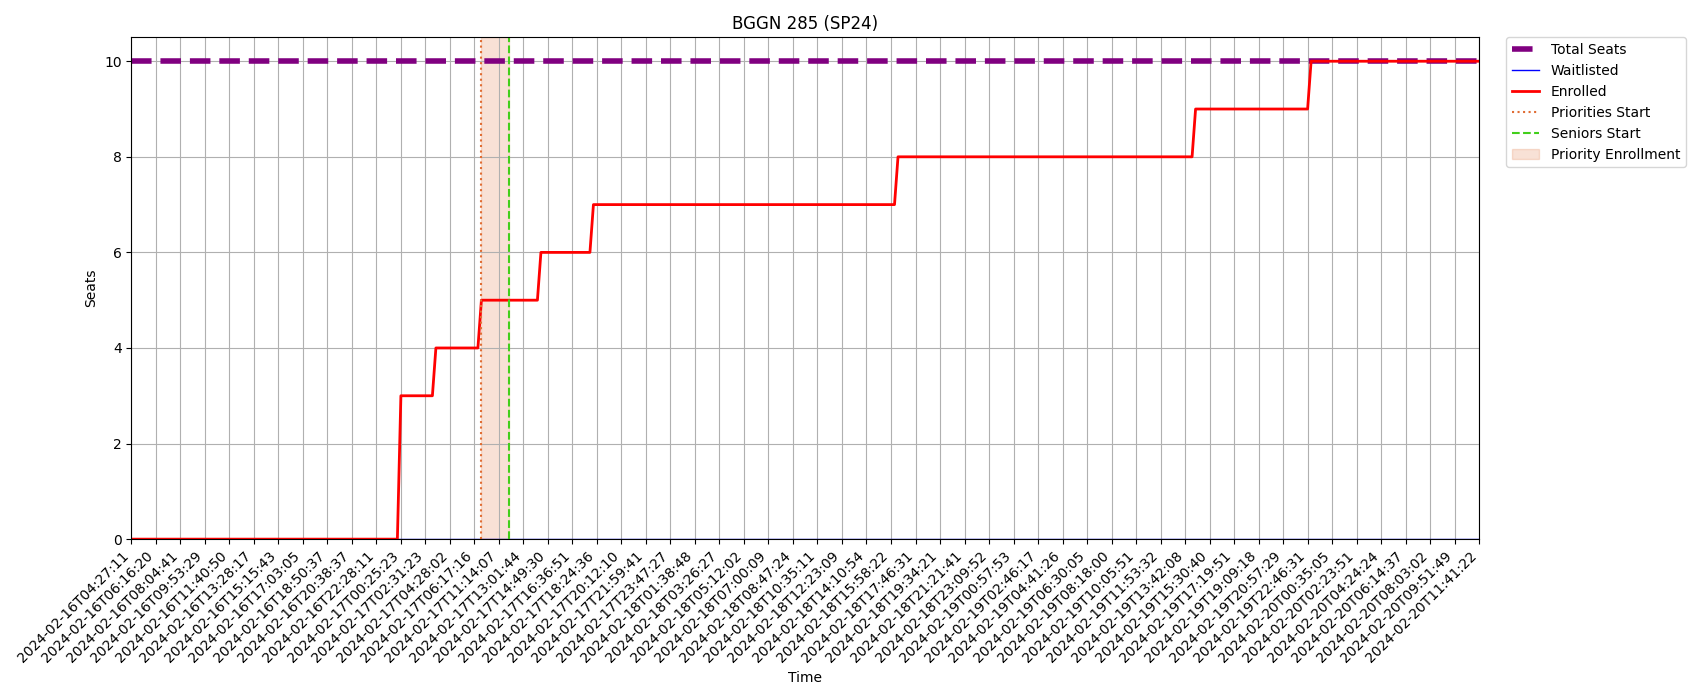 BGGN 285 (SP24)
Total Seats
Waitlisted
Enrolled
Priorities Start
Seniors Start
Priority Enrollment
Seats
10
8
6
4
2
0
2024-02-16T04:27:11
2024-02-16T06:16:20
2024-02-16T08:04:41
2024-02-16T09:53:29
2024-02-16T11:40:50
2024-02-16T13:28:17
2024-02-16T15:15:43
2024-02-16T17:03:05
2024-02-16T18:50:37
2024-02-16T20:38:37
2024-02-16T22:28:11
2024-02-17T00:25:23
2024-02-17T02:31:23
2024-02-17T04:28:02
2024-02-17T06:17:16
2024-02-17T11:14:07
2024-02-17T13:01:44
2024-02-17T14:49:30
2024-02-17T16:36:51
2024-02-17T18:24:36
2024-02-17T20:12:10
2024-02-17T21:59:41
2024-02-17T23:47:27
2024-02-18T01:38:48
2024-02-18T03:26:27
2024-02-18T05:12:02
2024-02-18T07:00:09
2024-02-18T08:47:24
2024-02-18T10:35:11
2024-02-18T12:23:09
2024-02-18T14:10:54
2024-02-18T15:58:22
2024-02-18T17:46:31
2024-02-18T19:34:21
2024-02-18T21:21:41
2024-02-18T23:09:52
2024-02-19T00:57:53
2024-02-19T02:46:17
2024-02-19T04:41:26
2024-02-19T06:30:05
2024-02-19T08:18:00
2024-02-19T10:05:51
2024-02-19T11:53:32
2024-02-19T13:42:08
2024-02-19T15:30:40
2024-02-19T17:19:51
2024-02-19T19:09:18
2024-02-19T20:57:29
2024-02-19T22:46:31
2024-02-20T00:35:05
2024-02-20T02:23:51
2024-02-20T04:24:24
2024-02-20T06:14:37
2024-02-20T08:03:02
2024-02-20T09:51:49
2024-02-20T11:41:22
Time